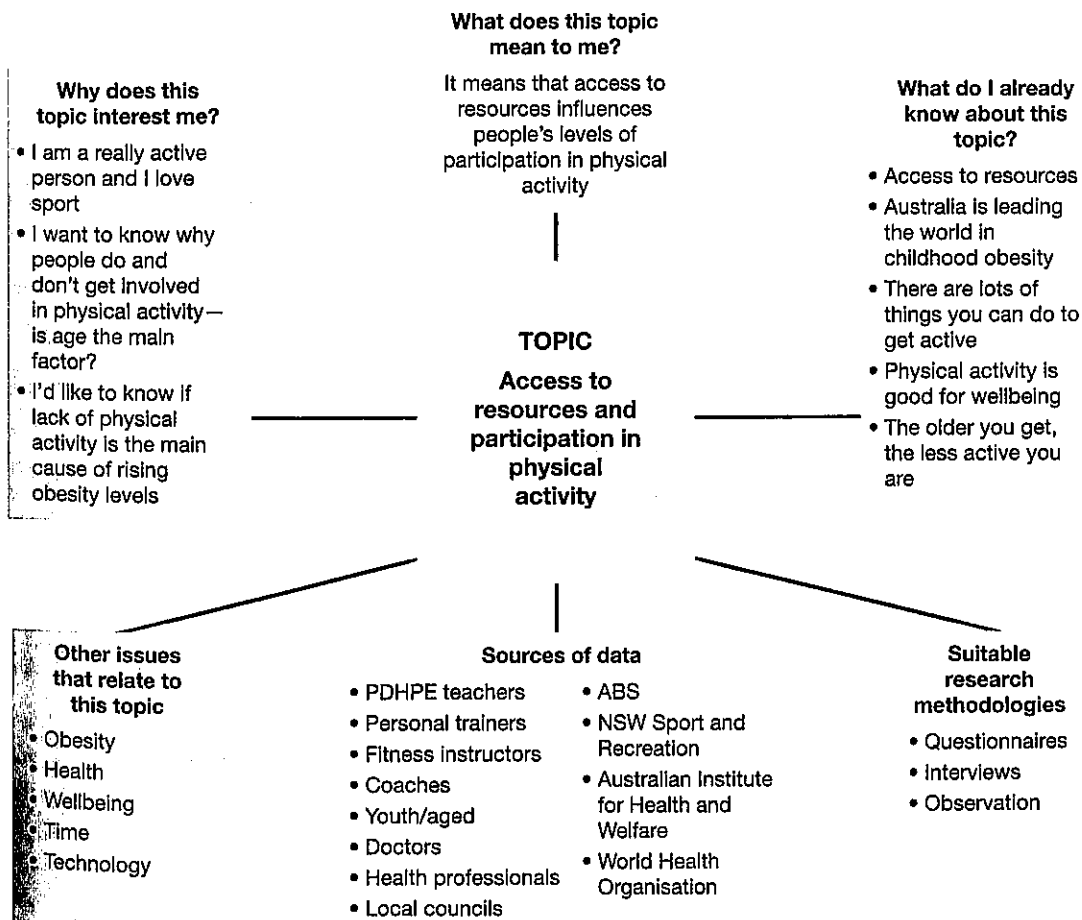 What does this topic
mean to me?
It means that access to
resources influences
people's levels of
participation in physical
activity
Why does this
topic interest me?
• I am a really active
person and I love
sport
• I want to know why
people do and
don't get involved
in physical activity—
is age the main
factor?
• I'd like to know if
lack of physical
activity is the main
cause of rising
obesity levels
What do I already
know about this
topic?
• Access to resources
• Australia is leading
the world in
childhood obesity
• There are lots of
things you can do to
get active
• Physical activity is
good for wellbeing
• The older you get,
the less active you
are
TOPIC
Access to
resources and
participation in
physical
activity
Other issues
that relate to
this topic
• Obesity
• Health
• Wellbeing
• Time
• Technology
Sources of data
• PDHPE teachers
• Personal trainers
• Fitness instructors
• Coaches
• Youth/aged
• Doctors
• Health professionals
• Local councils
• ABS
• NSW Sport and
Recreation
• Australian Institute
for Health and
Welfare
• World Health
Organisation
Suitable
research
methodologies
• Questionnaires
• Interviews
• Observation